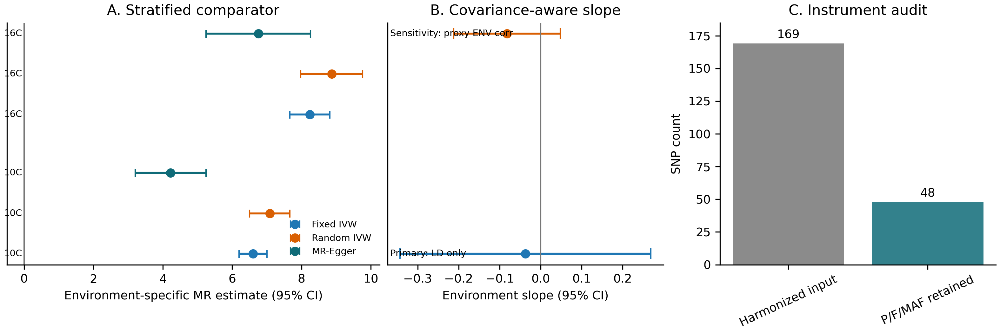 A. Stratified comparator
16C
16C
16C
10C
10C
10C
Fixed IVW
Random IVW
MR-Egger
0 2 4 6 8 10
Environment-specific MR estimate (95% CI)
B. Covariance-aware slope
Sensitivity: proxy ENV corr
Primary: LD only
−0.3 −0.2 −0.1 0.0 0.1 0.2
Environment slope (95% CI)
C. Instrument audit
SNP count
175
150
125
100
75
50
25
0
169
48
Harmonized input
P/F/MAF retained